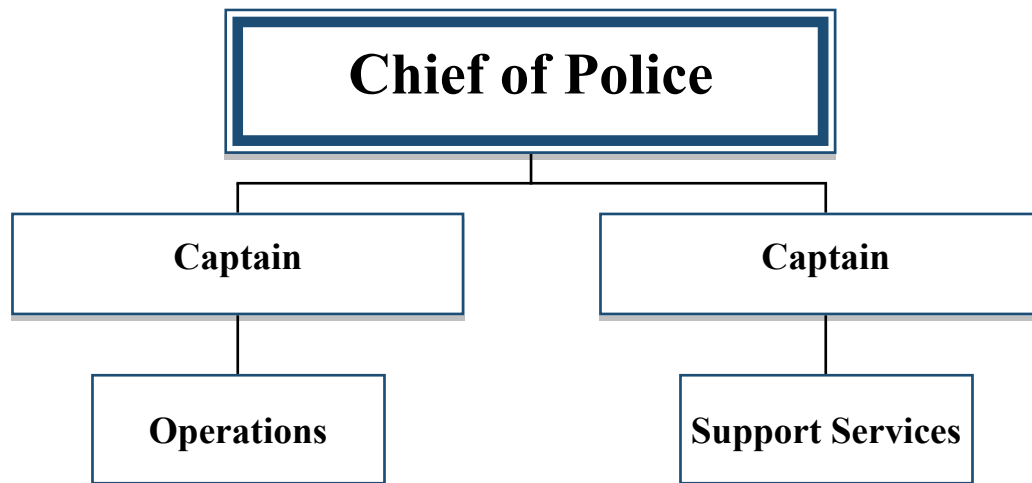 Chief of Police
Captain
Captain
Operations
Support Services